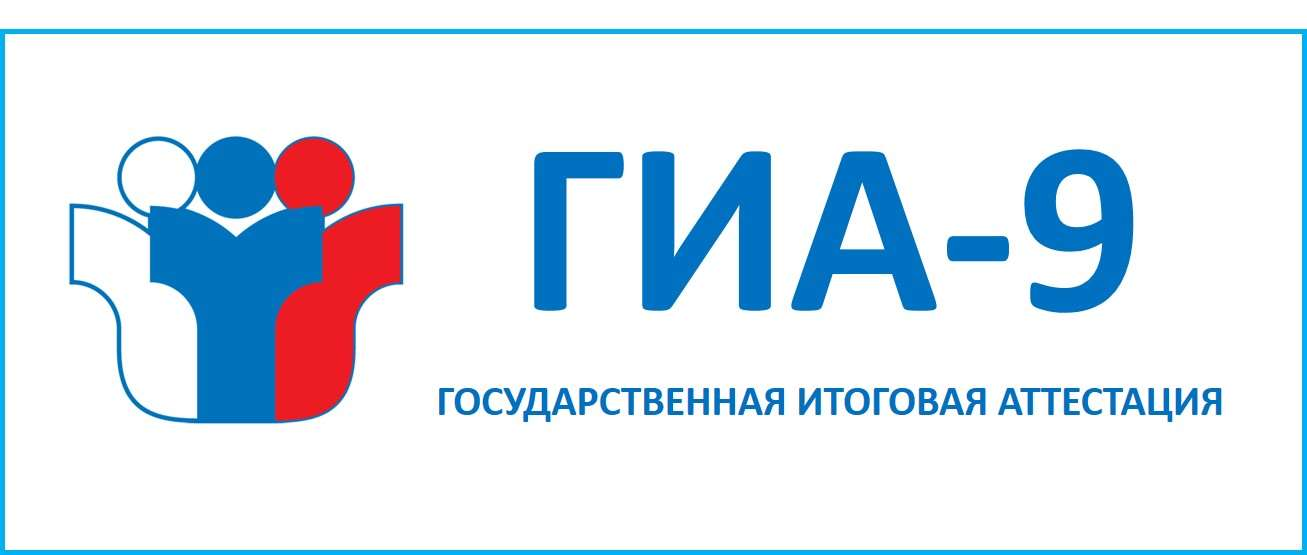 ГИА-9
ГОСУДАРСТВЕННАЯ ИТОГОВАЯ АТТЕСТАЦИЯ